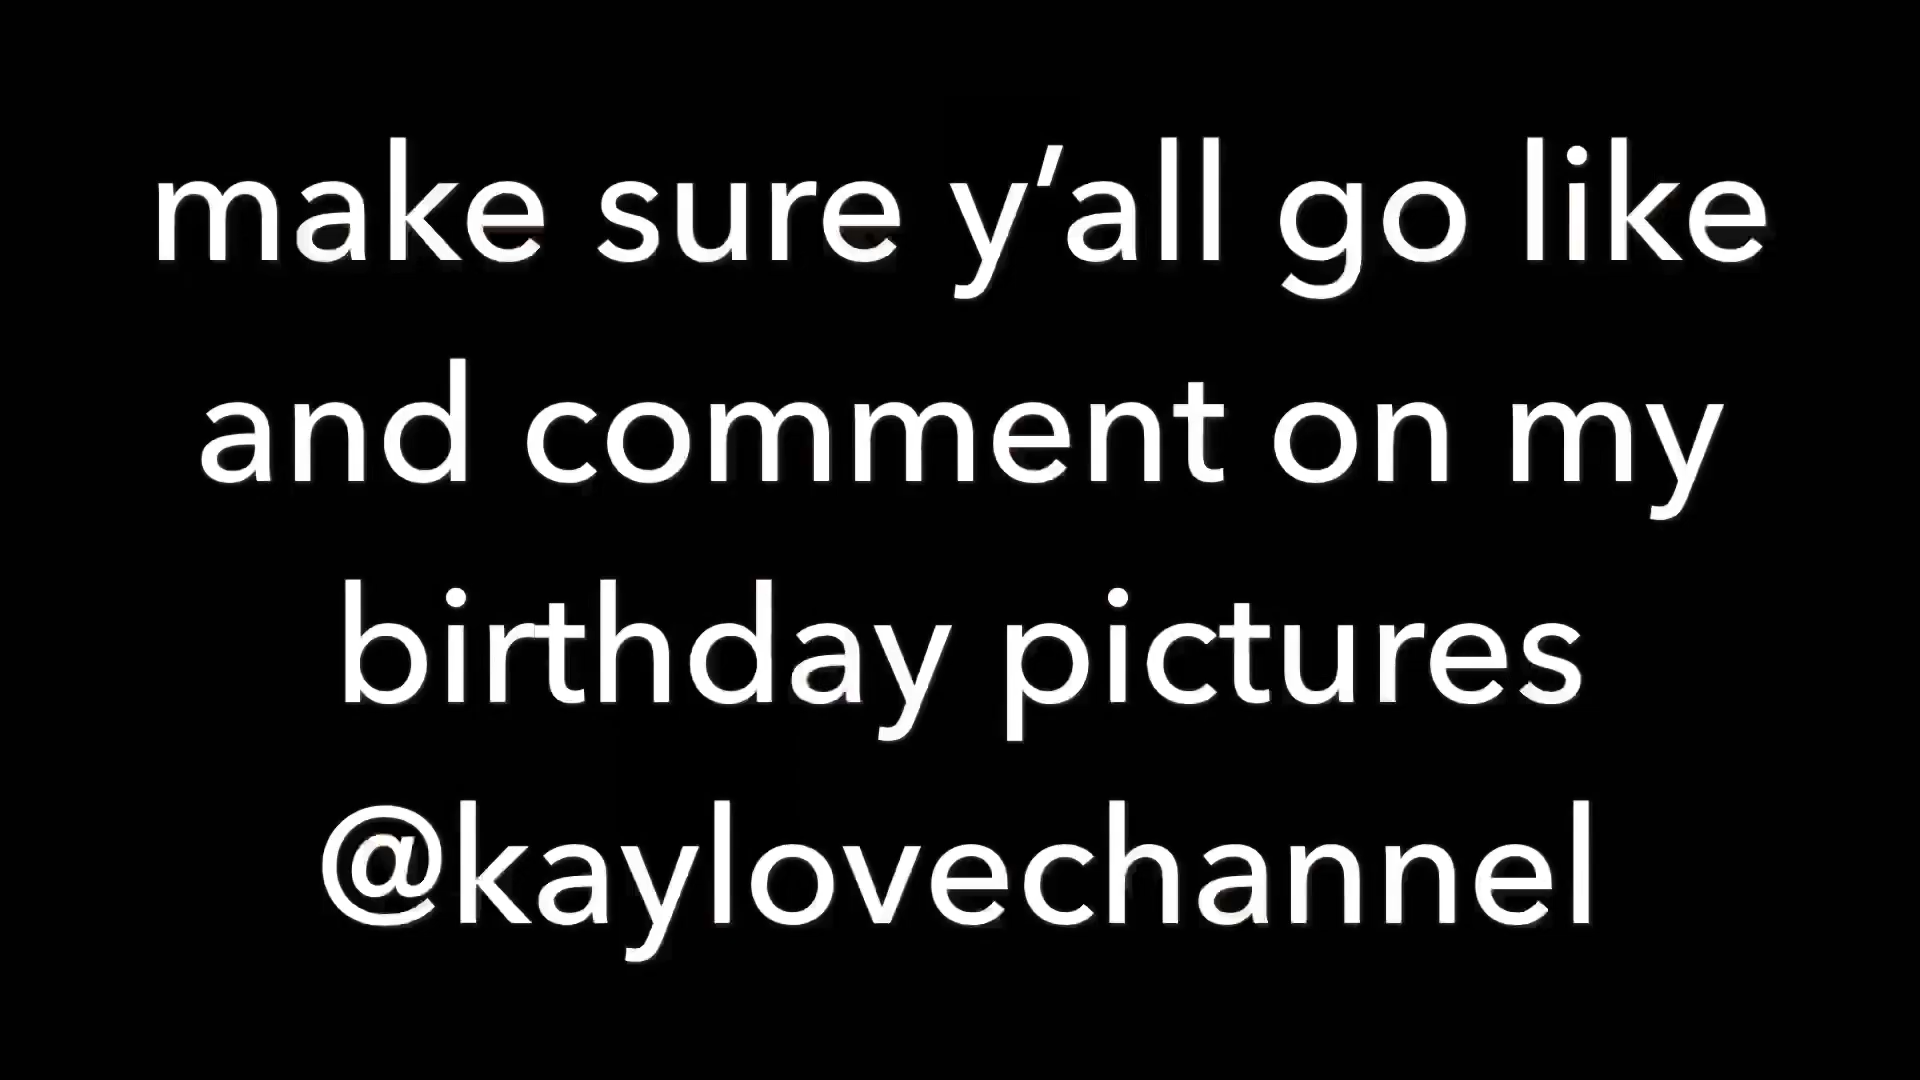 make sure y’all go like
and comment on my
birthday pictures
@kaylovechannel